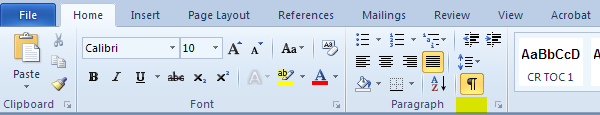 File Home Insert Page Layout References Mailings Review View Acrobat
Paste
Calibri 10 A A Aa
B I U abc X₂ X² A ab A
A Z ¶
AaBbCcD
CR TOC 1
Clipboard Font Paragraph